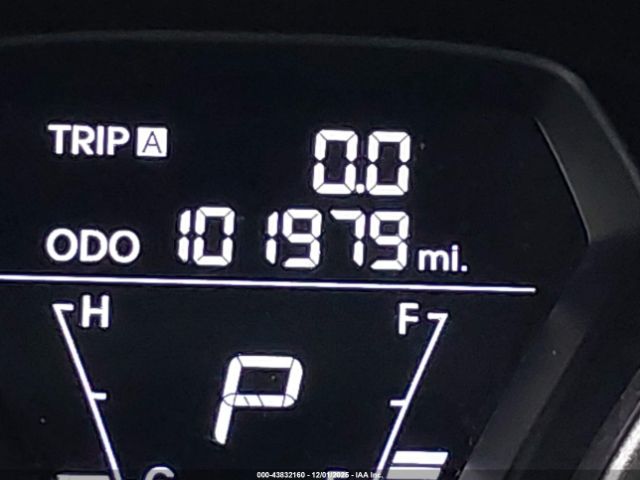 TRIP A 0.0
ODO 101979 mi.
H F
P
C
000-43832160 - 12/01/2025 - IAA Inc.